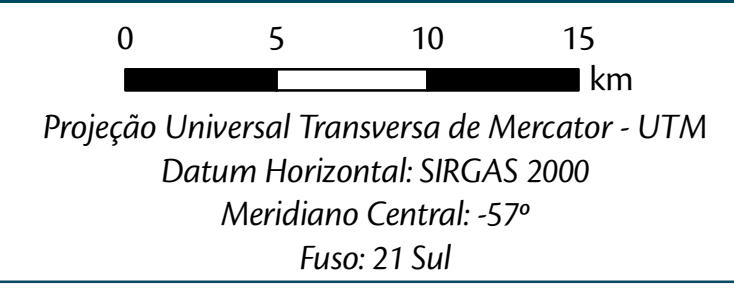 0 5 10 15
km
Projeção Universal Transversa de Mercator - UTM
Datum Horizontal: SIRGAS 2000
Meridiano Central: -57º
Fuso: 21 Sul